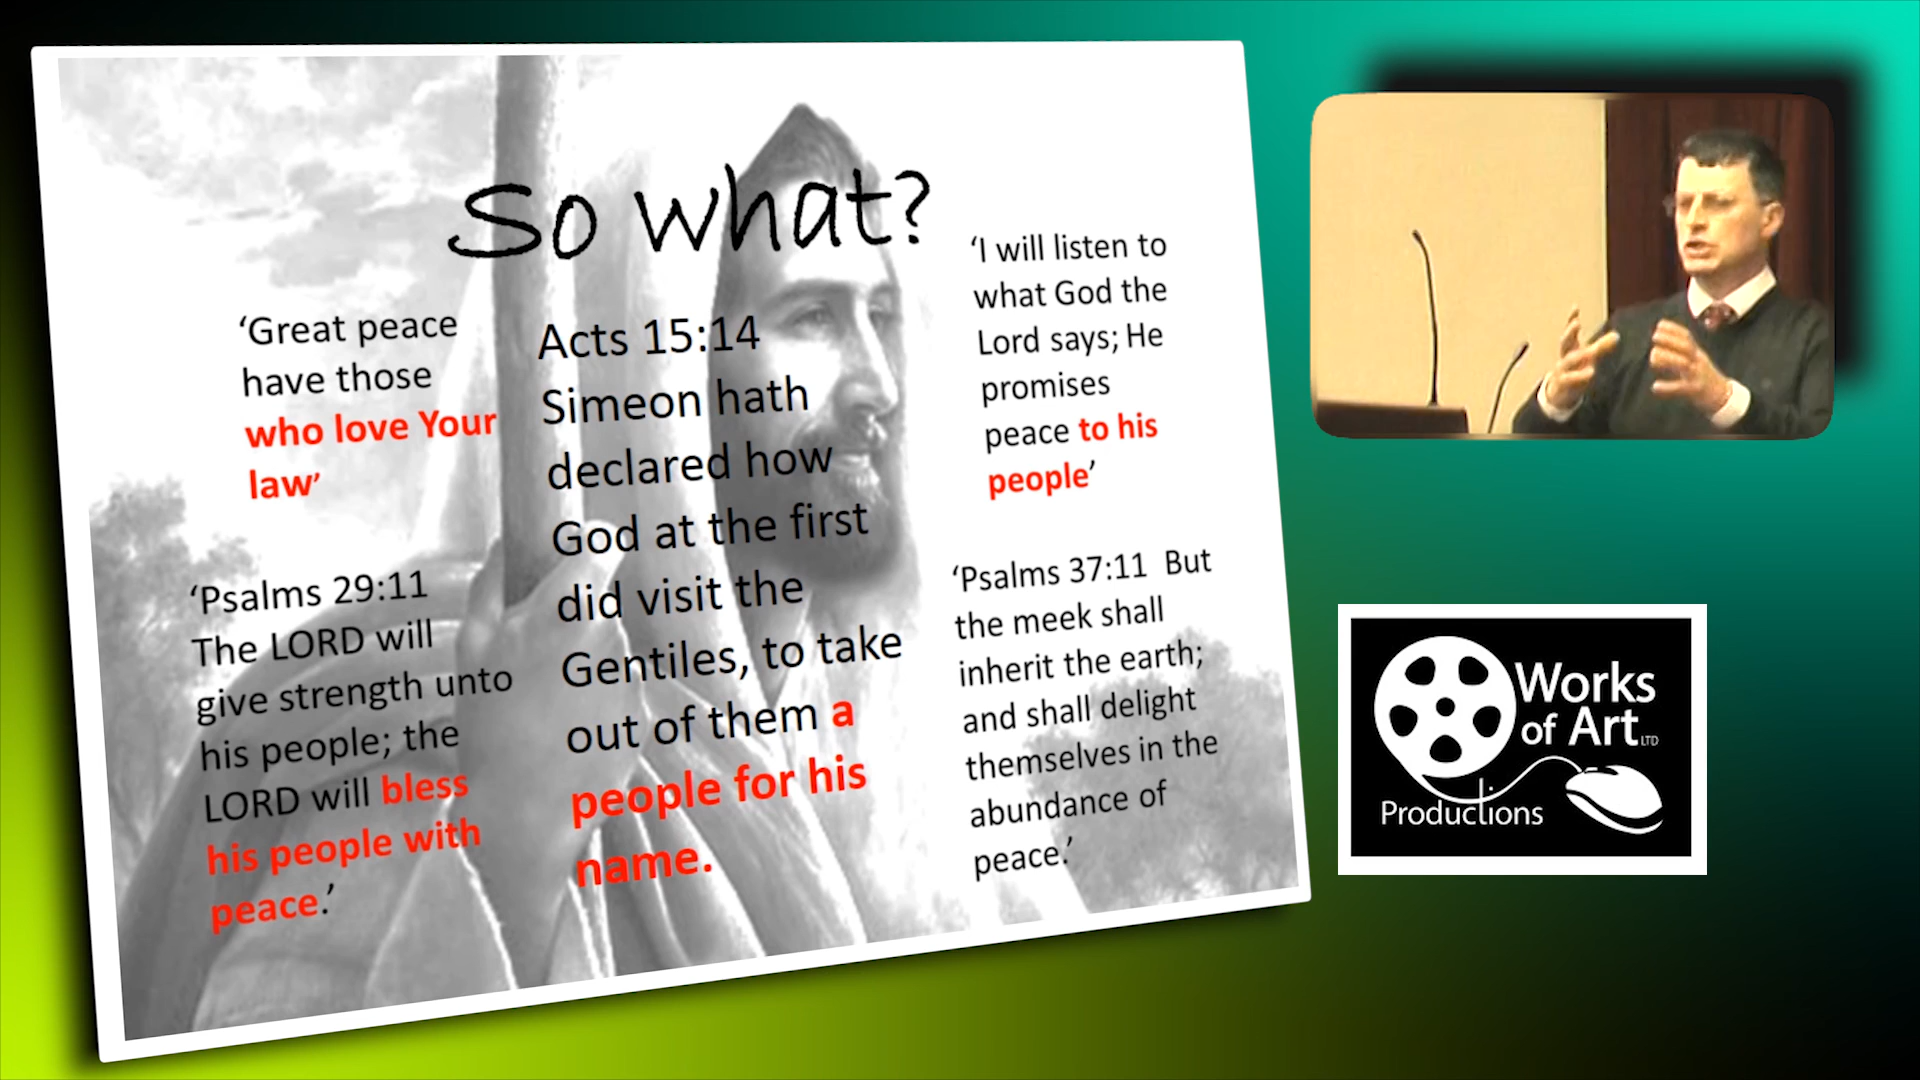 So what?
‘Great peace
have those
who love Your
law’
‘Psalms 29:11
The LORD will
give strength unto
his people; the
LORD will bless
his people with
peace.’
Acts 15:14
Simeon hath
declared how
God at the first
did visit the
Gentiles, to take
out of them a
people for his
name.
‘I will listen to
what God the
Lord says; He
promises
peace to his
people’
‘Psalms 37:11 But
the meek shall
inherit the earth;
and shall delight
themselves in the
abundance of
peace.’
Works
of Art LTD
Productions